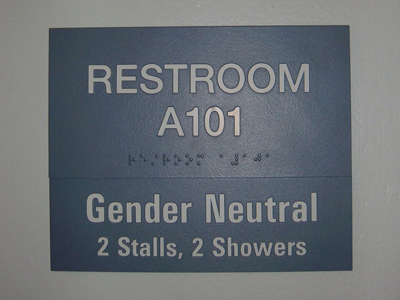 RESTROOM
A101
Gender Neutral
2 Stalls, 2 Showers